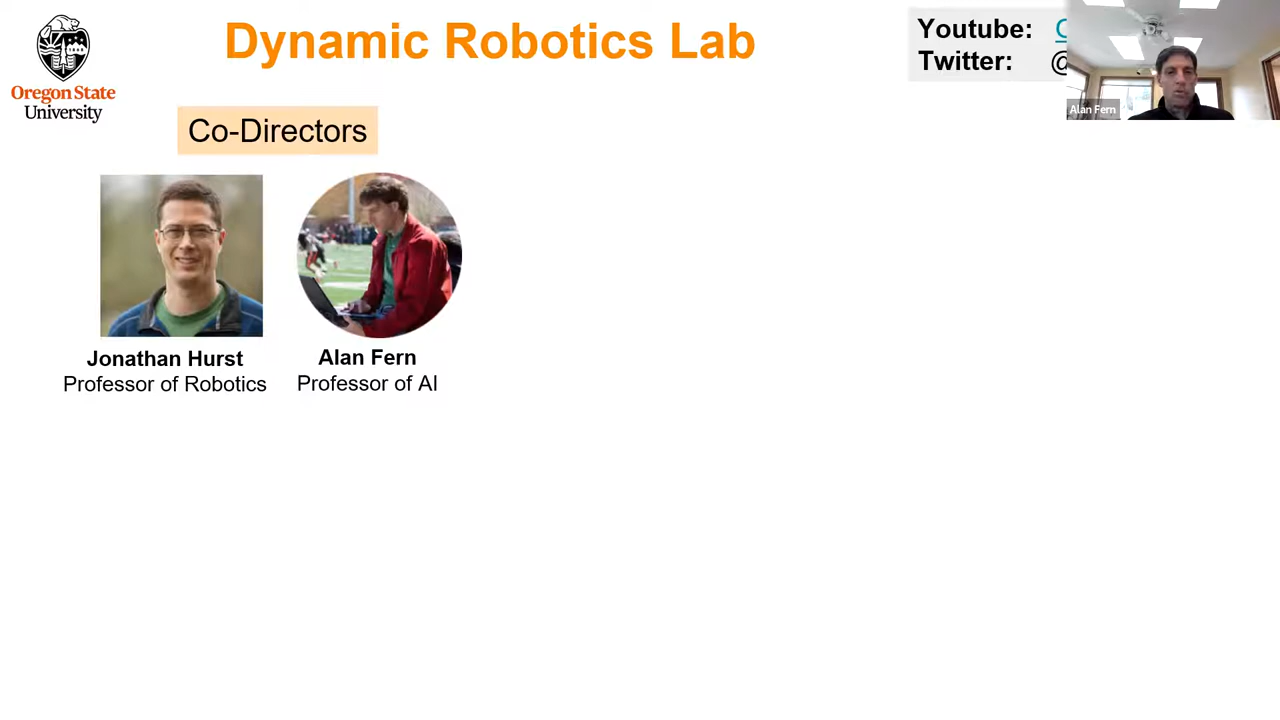 Dynamic Robotics Lab
Youtube:
Twitter: @
Alan Fern
Oregon State
University
Co-Directors
Jonathan Hurst
Professor of Robotics
Alan Fern
Professor of AI